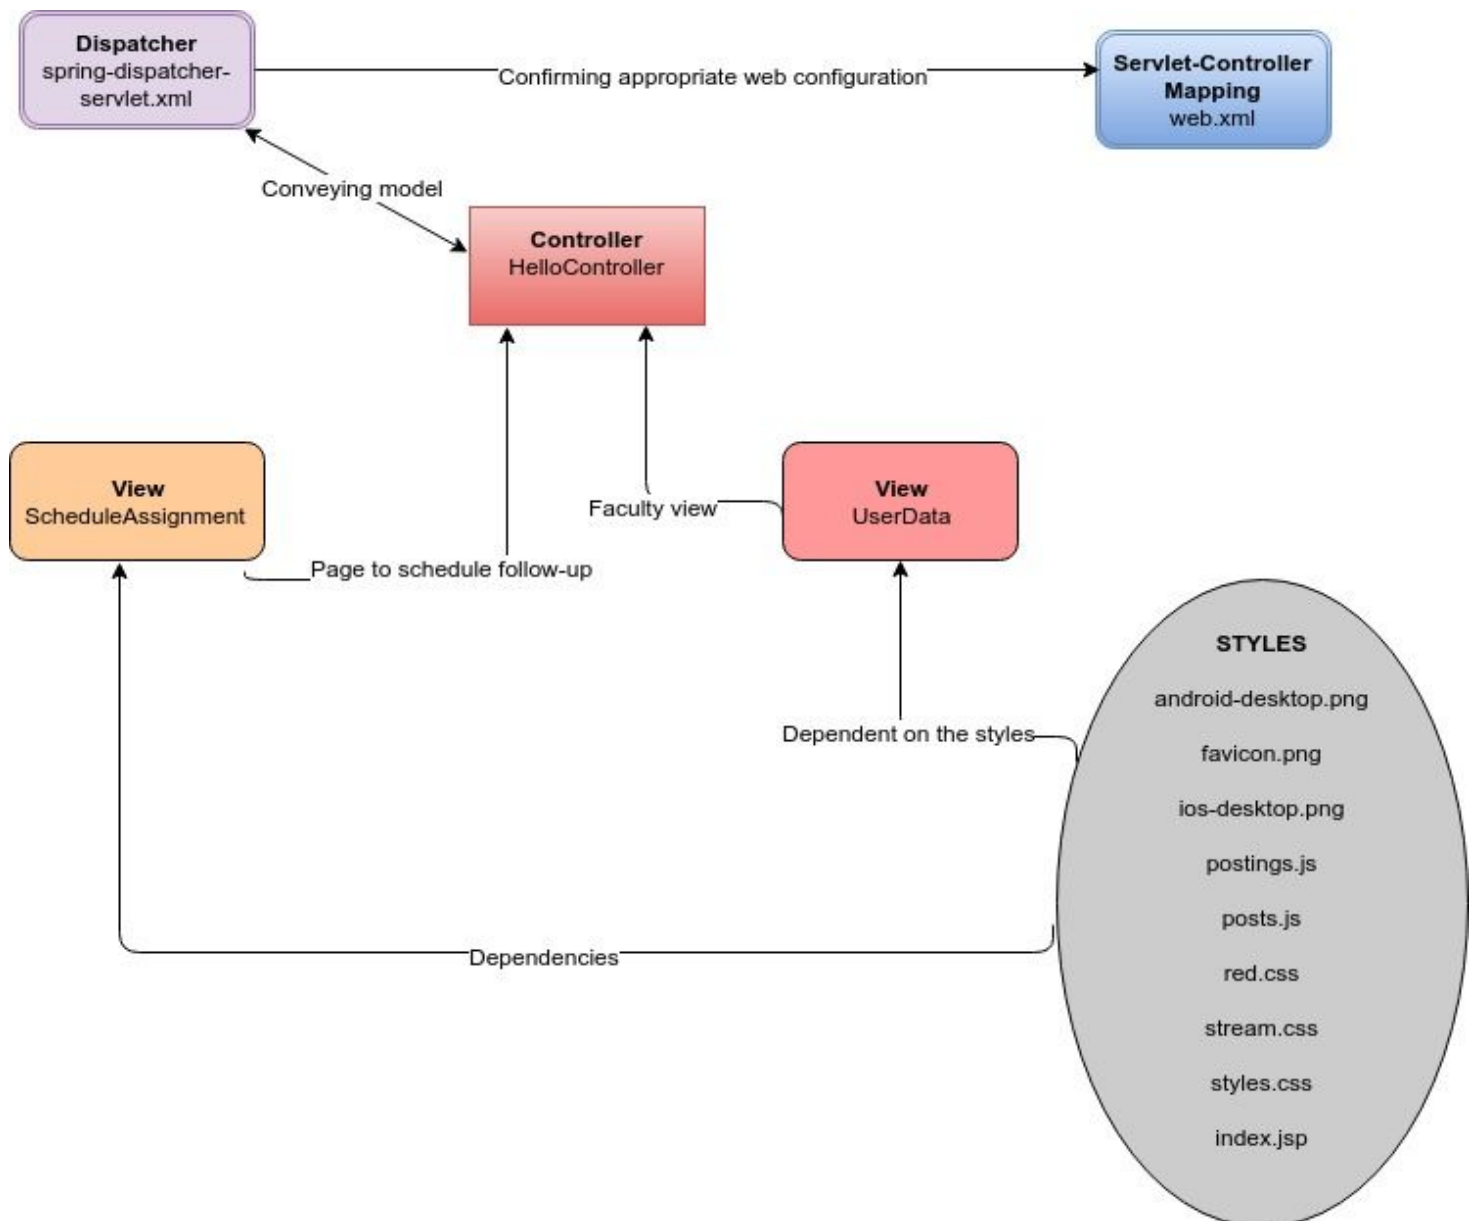 Dispatcher
spring-dispatcher-
servlet.xml
Confirming appropriate web configuration
Servlet-Controller
Mapping
web.xml
Conveying model
Controller
HelloController
View
ScheduleAssignment
Faculty view
View
UserData
Page to schedule follow-up
STYLES
android-desktop.png
favicon.png
ios-desktop.png
postings.js
posts.js
red.css
stream.css
styles.css
index.jsp
Dependent on the styles
Dependencies